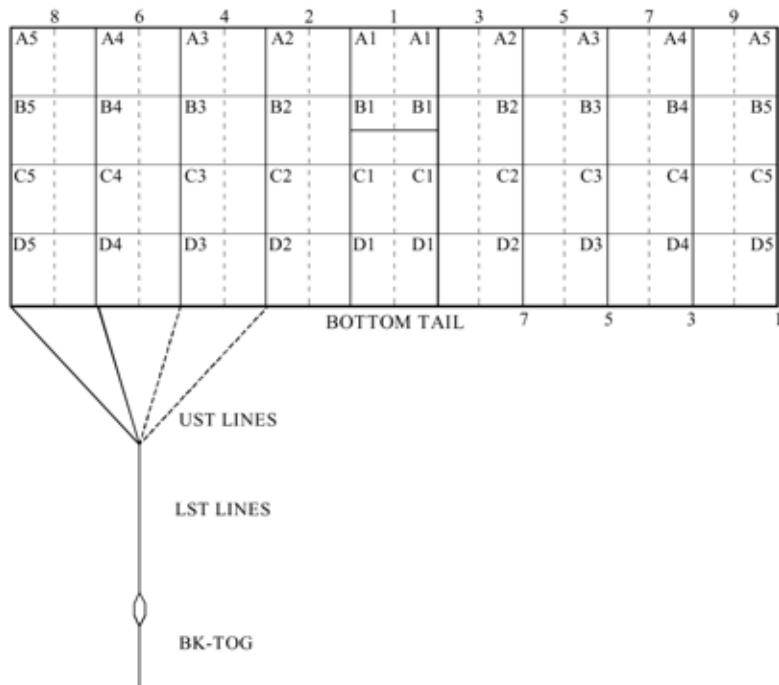 8 6 4 2 1 3 5 7 9
A5 A4 A3 A2 A1 A1 A2 A3 A4 A5
B5 B4 B3 B2 B1 B1 B2 B3 B4 B5
C5 C4 C3 C2 C1 C1 C2 C3 C4 C5
D5 D4 D3 D2 D1 D1 D2 D3 D4 D5
BOTTOM TAIL 7 5 3 1
UST LINES
LST LINES
BK-TOG